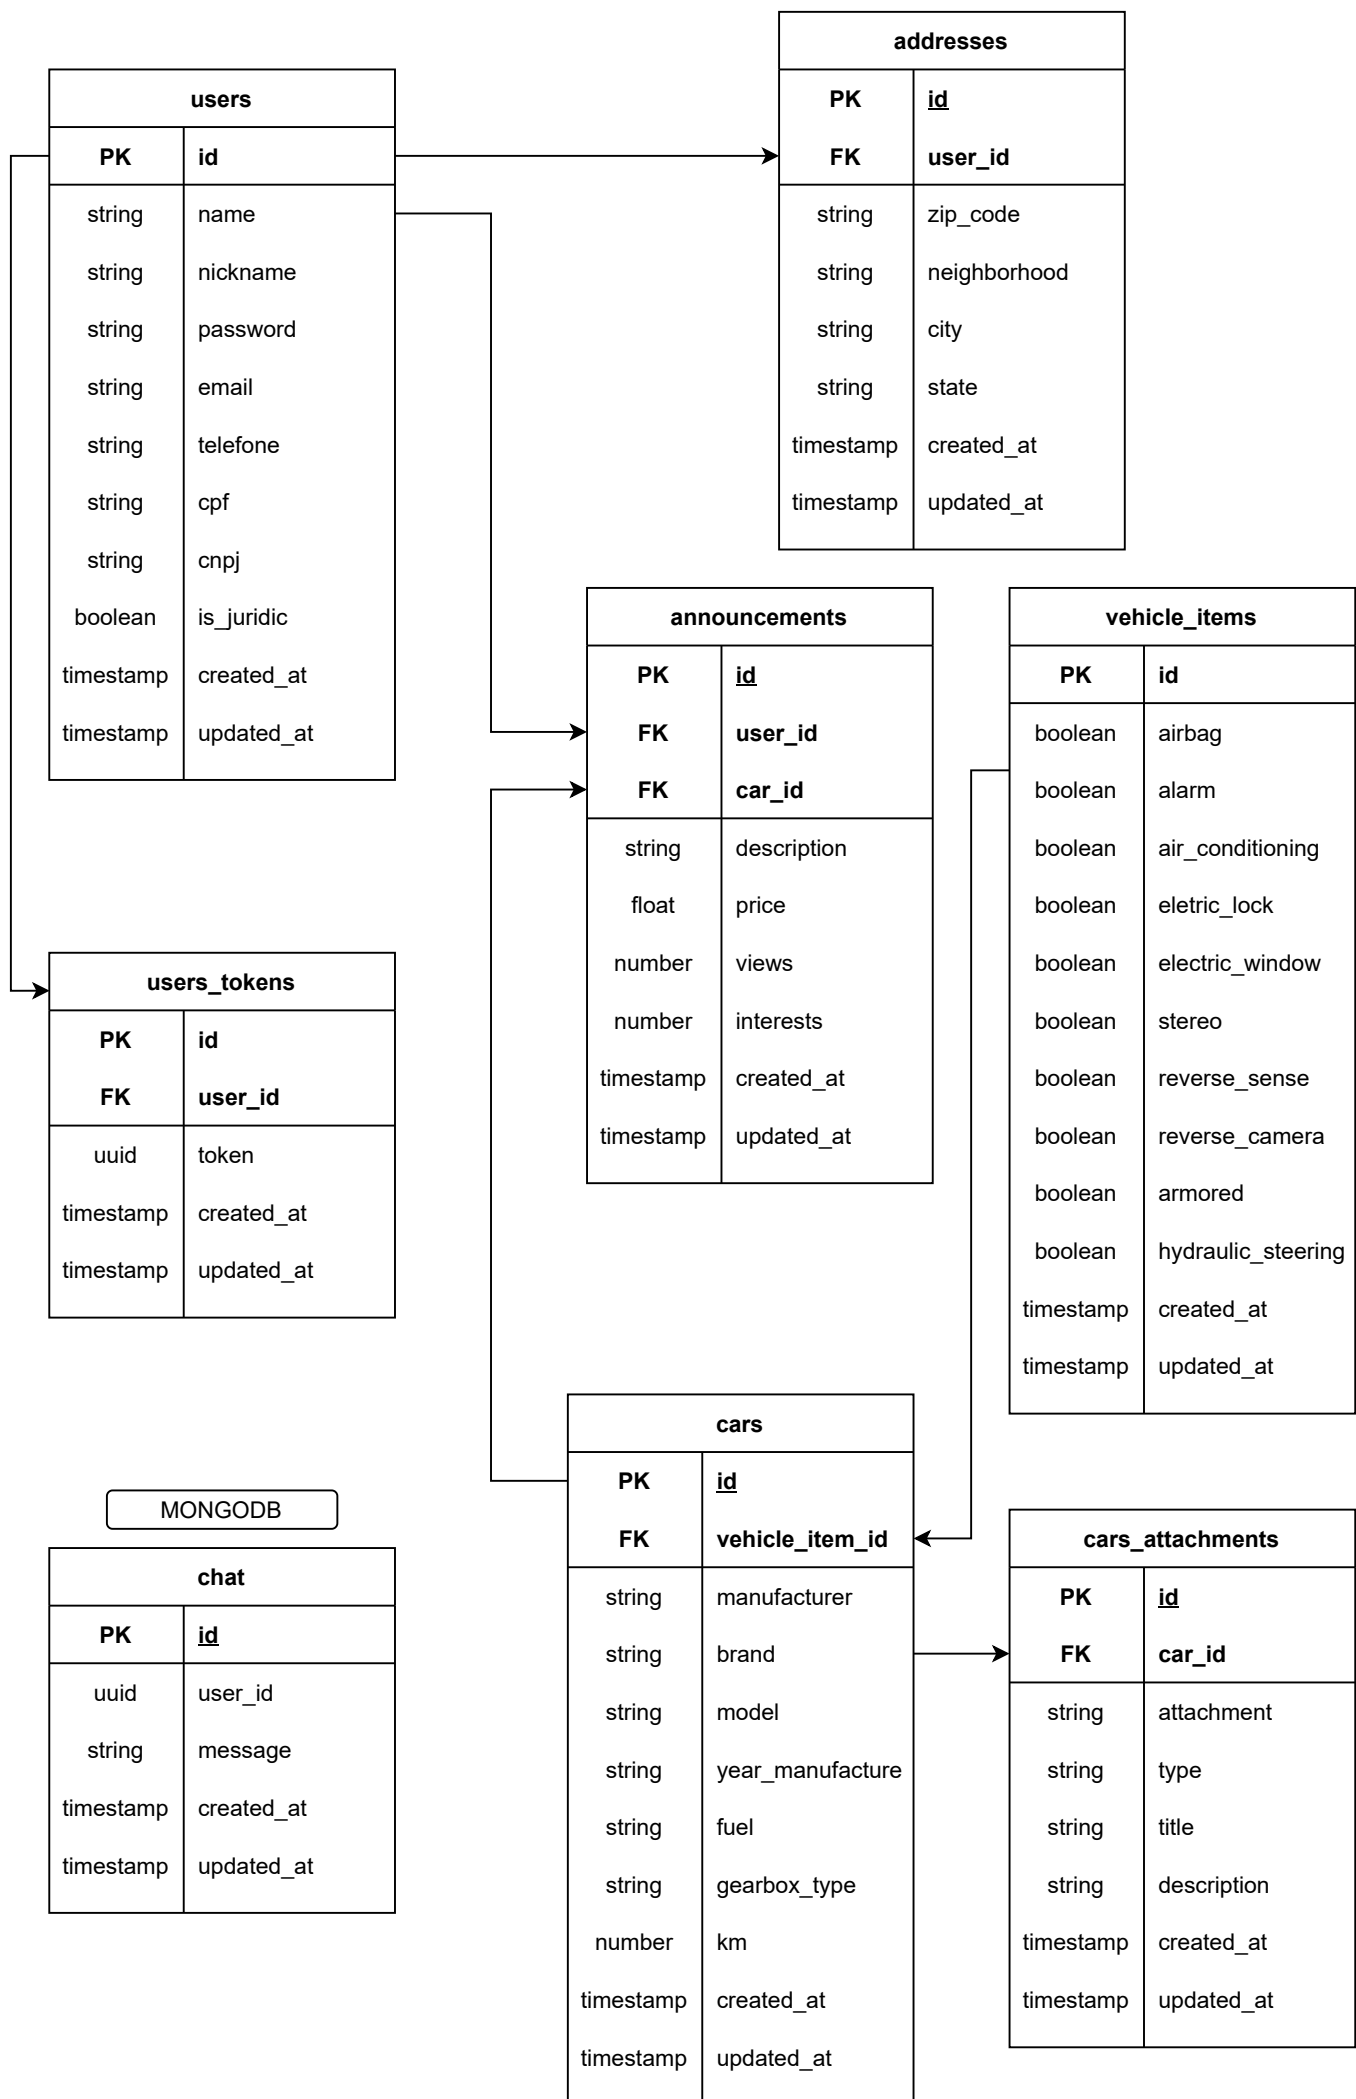 addresses
PK id
FK user_id
string zip_code
string neighborhood
string city
string state
timestamp created_at
timestamp updated_at
users
PK id
string name
string nickname
string password
string email
string telefone
string cpf
string cnpj
boolean is_juridic
timestamp created_at
timestamp updated_at
announcements
PK id
FK user_id
FK car_id
string description
float price
number views
number interests
timestamp created_at
timestamp updated_at
vehicle_items
PK id
boolean airbag
boolean alarm
boolean air_conditioning
boolean eletric_lock
boolean electric_window
boolean stereo
boolean reverse_sense
boolean reverse_camera
boolean armored
boolean hydraulic_steering
timestamp created_at
timestamp updated_at
users_tokens
PK id
FK user_id
uuid token
timestamp created_at
timestamp updated_at
cars
PK id
FK vehicle_item_id
string manufacturer
string brand
string model
string year_manufacture
string fuel
string gearbox_type
number km
timestamp created_at
timestamp updated_at
cars_attachments
PK id
FK car_id
string attachment
string type
string title
string description
timestamp created_at
timestamp updated_at
MONGODB
chat
PK id
uuid user_id
string message
timestamp created_at
timestamp updated_at